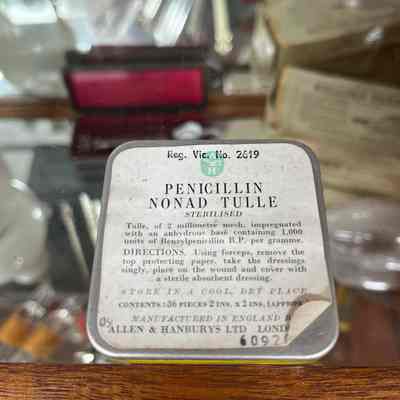 Reg. Vic. No. 2619
H
PENICILLIN
NONAD TULLE
STERILISED
Tulle, of 2 millimetre mesh, impregnated
with an anhydrous base containing 1,000
units of Benzylpenicillin B.P. per gramme.
DIRECTIONS. Using forceps, remove the
top protecting paper, take the dressings
singly, place on the wound and cover with
a sterile absorbent dressing.
STORE IN A COOL, DRY PLACE
CONTENTS: 36 PIECES 2 INS. X 2 INS. (APPROX
MANUFACTURED IN ENGLAND B
ALLEN & HANBURYS LTD LOND
6092